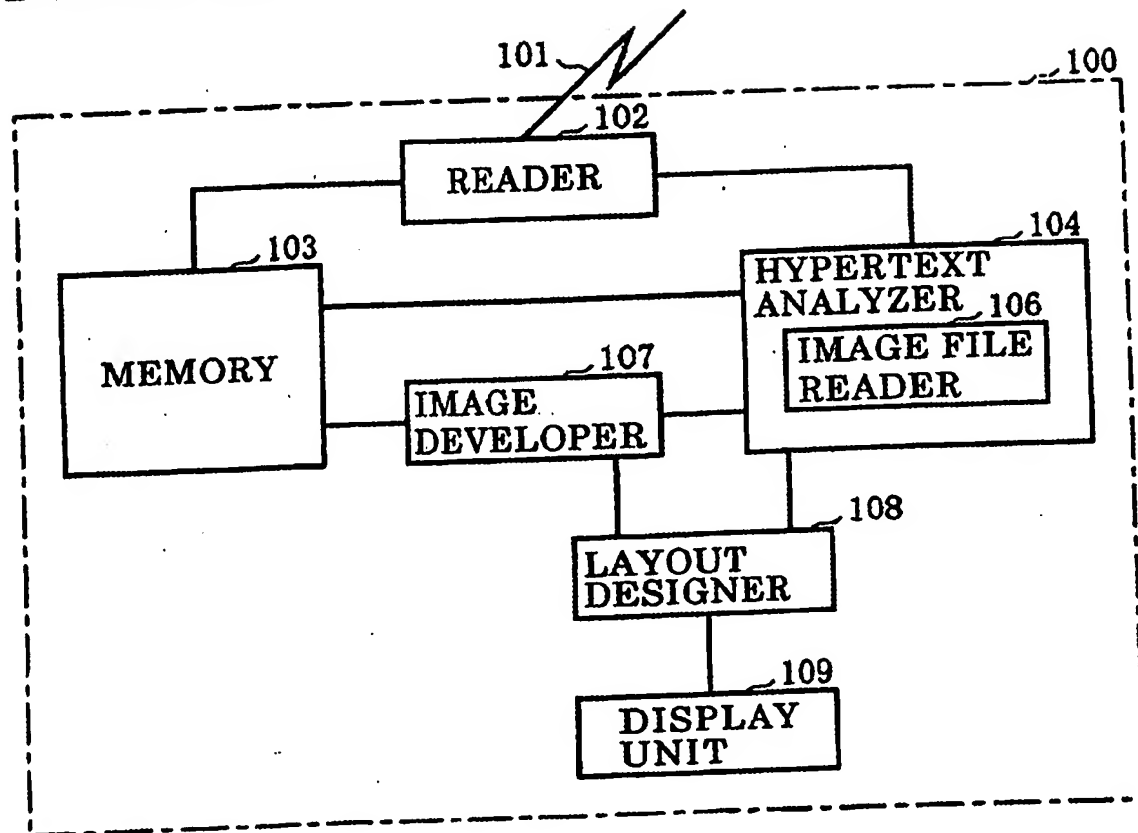 101
100
102
READER
103
MEMORY
104
HYPERTEXT
ANALYZER
106
IMAGE FILE
READER
107
IMAGE
DEVELOPER
108
LAYOUT
DESIGNER
109
DISPLAY
UNIT